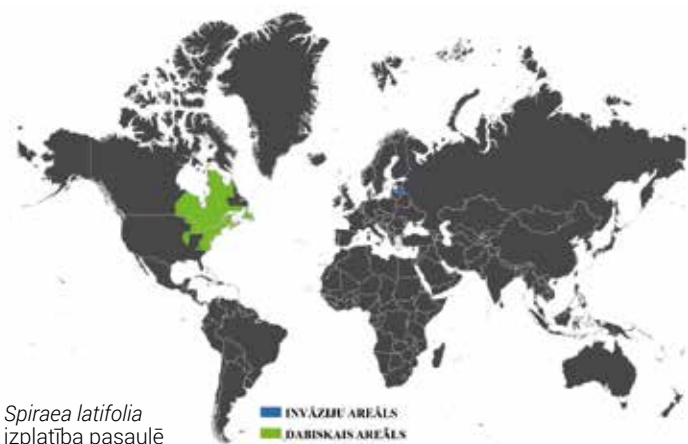 Spiraea latifolia
izplatība pasaulē
INVĀZIJU AREĀLS
DABISKAIS AREĀLS